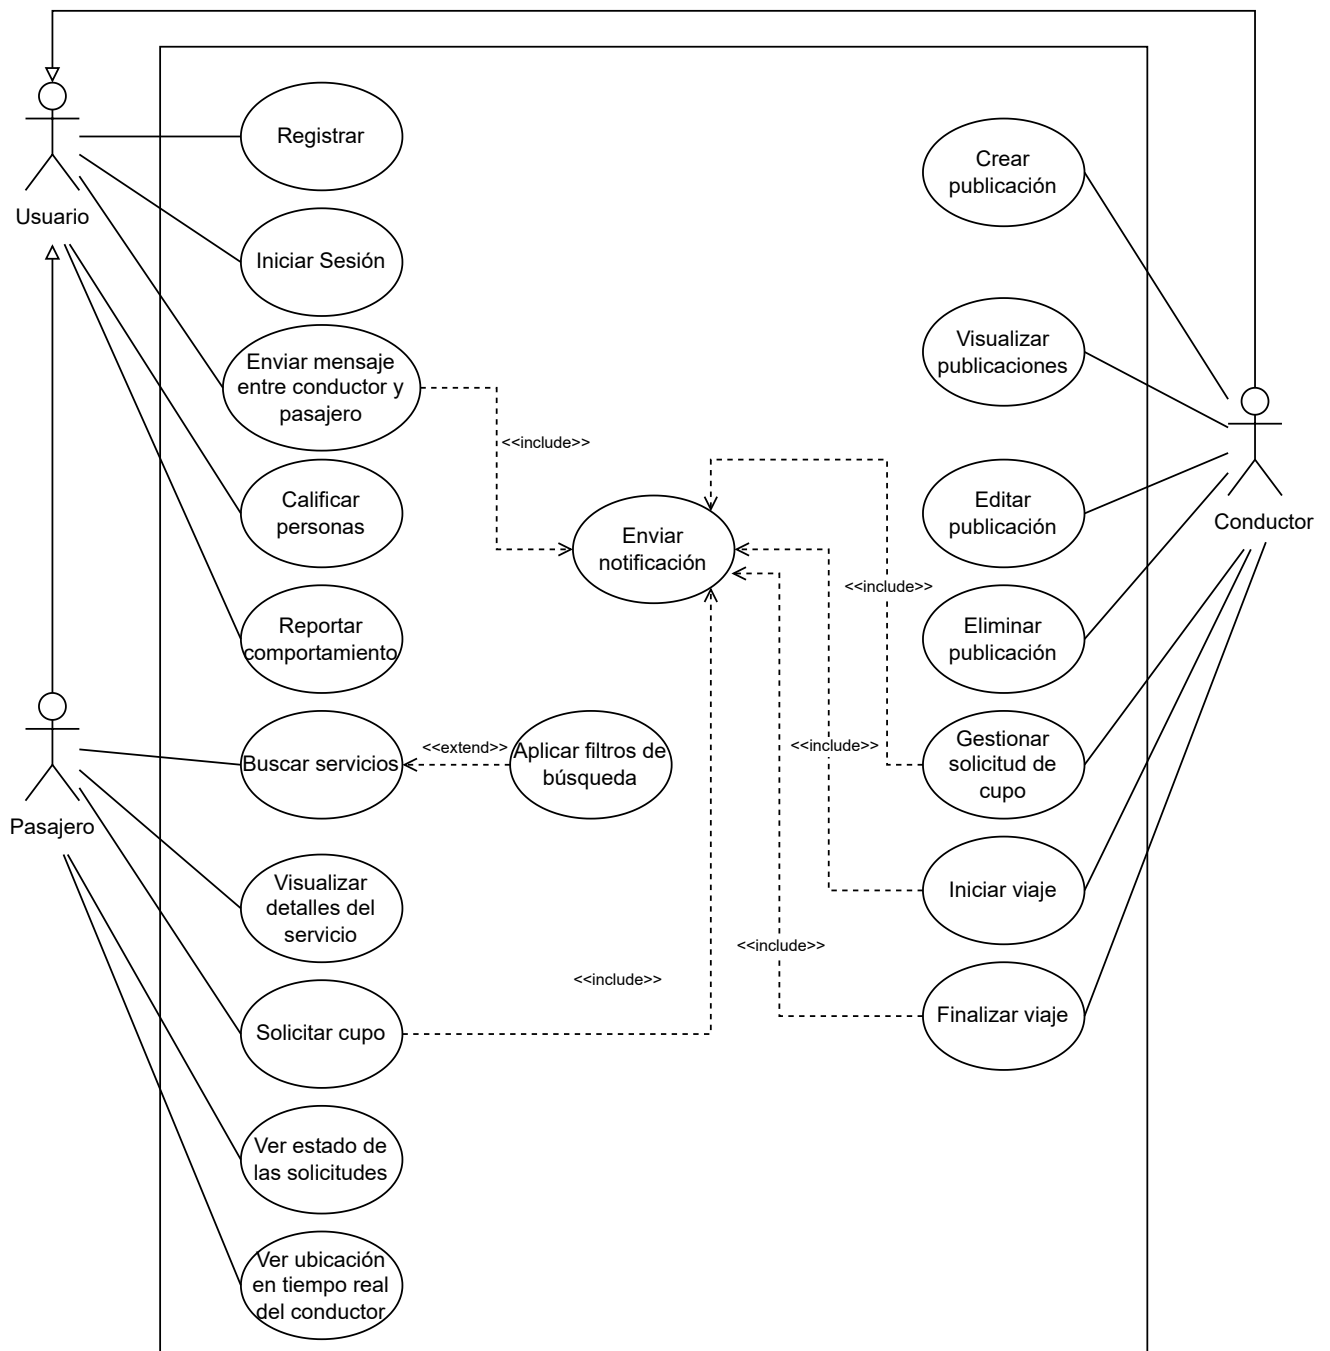 Registrar
Crear
publicación
Usuario
Iniciar Sesión
Visualizar
publicaciones
Enviar mensaje
entre conductor y
pasajero
<<include>>
Calificar
personas
Enviar
notificación
Editar
publicación
Conductor
<<include>>
Reportar
comportamiento
Eliminar
publicación
Pasajero
Buscar servicios
<<extend>>
Aplicar filtros de
búsqueda
<<include>>
Gestionar
solicitud de
cupo
Visualizar
detalles del
servicio
Iniciar viaje
<<include>>
<<include>>
Solicitar cupo
Finalizar viaje
Ver estado de
las solicitudes
Ver ubicación
en tiempo real
del conductor